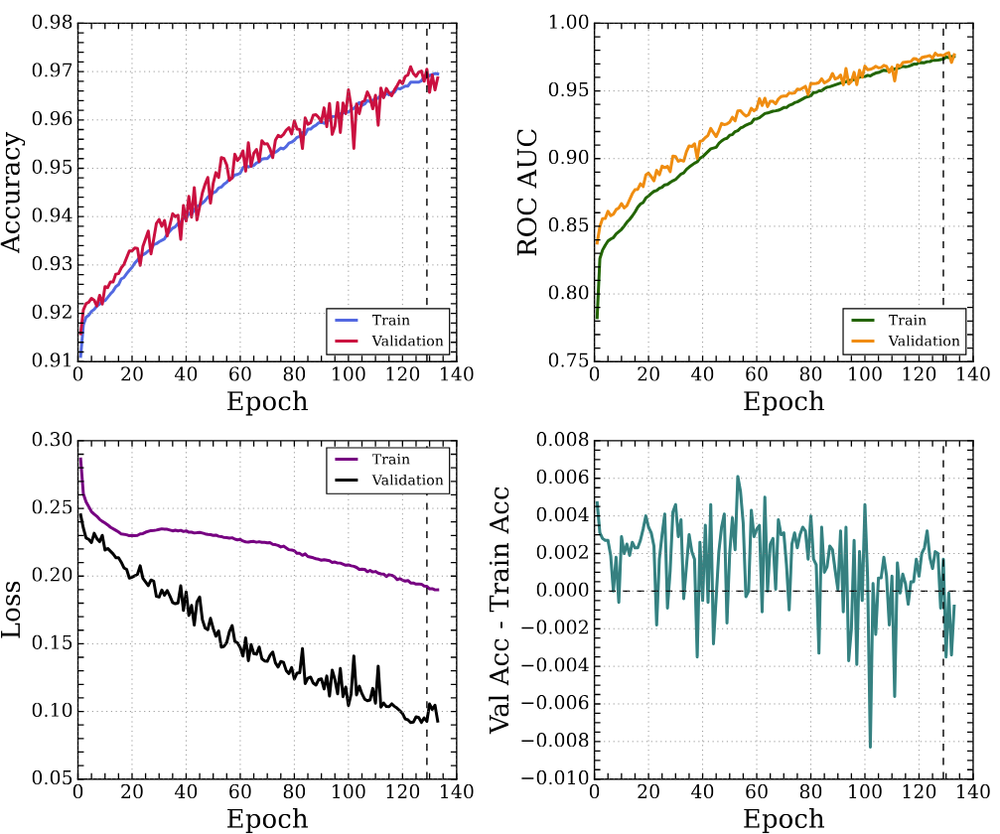 0.98
0.97
0.96
0.95
0.94
0.93
0.92
0.91
Accuracy
Train
Validation
0 20 40 60 80 100 120 140
Epoch
1.00
0.95
0.90
0.85
0.80
0.75
ROC AUC
Train
Validation
0 20 40 60 80 100 120 140
Epoch
0.30
0.25
0.20
0.15
0.10
0.05
Loss
Train
Validation
0 20 40 60 80 100 120 140
Epoch
0.008
0.006
0.004
0.002
0.000
−0.002
−0.004
−0.006
−0.008
−0.010
Val Acc - Train Acc
0 20 40 60 80 100 120 140
Epoch